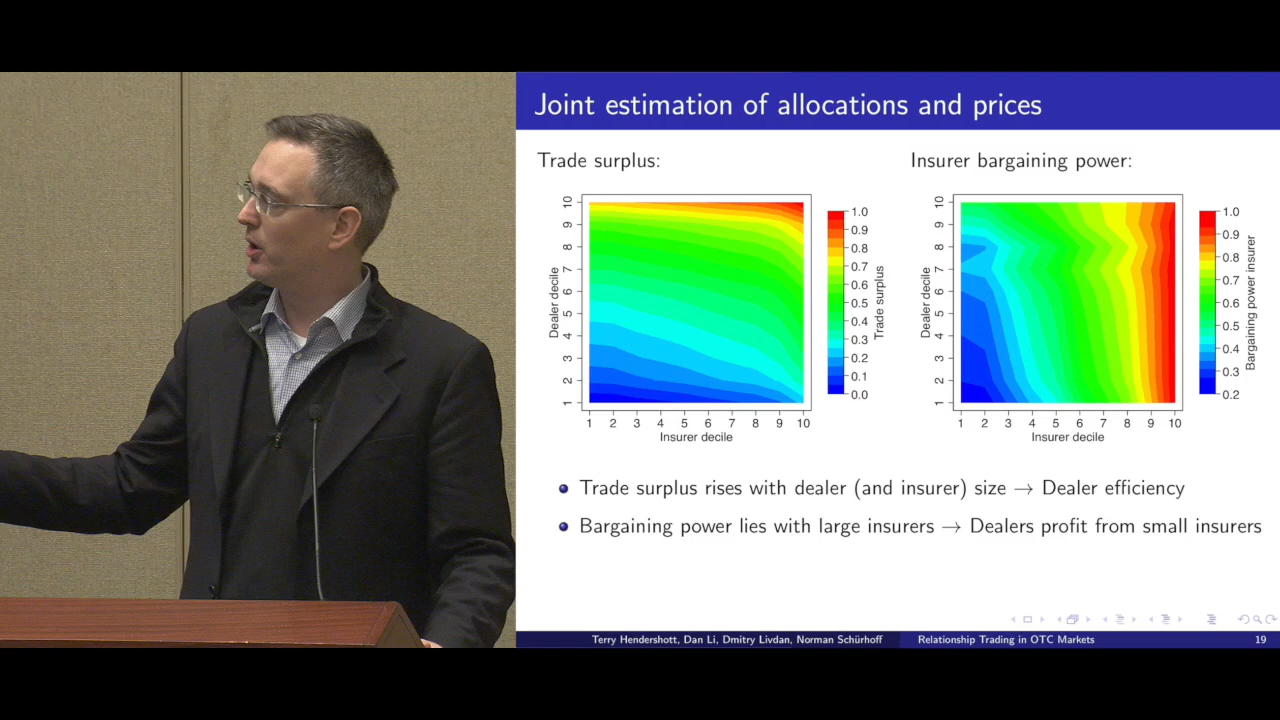 Joint estimation of allocations and prices
Trade surplus:
Insurer bargaining power:
Dealer decile
10
9
8
7
6
5
4
3
2
1
1 2 3 4 5 6 7 8 9 10
Insurer decile
1.0
0.9
0.8
0.7
0.6
0.5
0.4
0.3
0.2
0.1
0.0
Trade surplus
Dealer decile
10
9
8
7
6
5
4
3
2
1
1 2 3 4 5 6 7 8 9 10
Insurer decile
1.0
0.9
0.8
0.7
0.6
0.5
0.4
0.3
0.2
Bargaining power insurer
Trade surplus rises with dealer (and insurer) size → Dealer efficiency
Bargaining power lies with large insurers → Dealers profit from small insurers
Terry Hendershott, Dan Li, Dmitry Livdan, Norman Schürhoff
Relationship Trading in OTC Markets
19